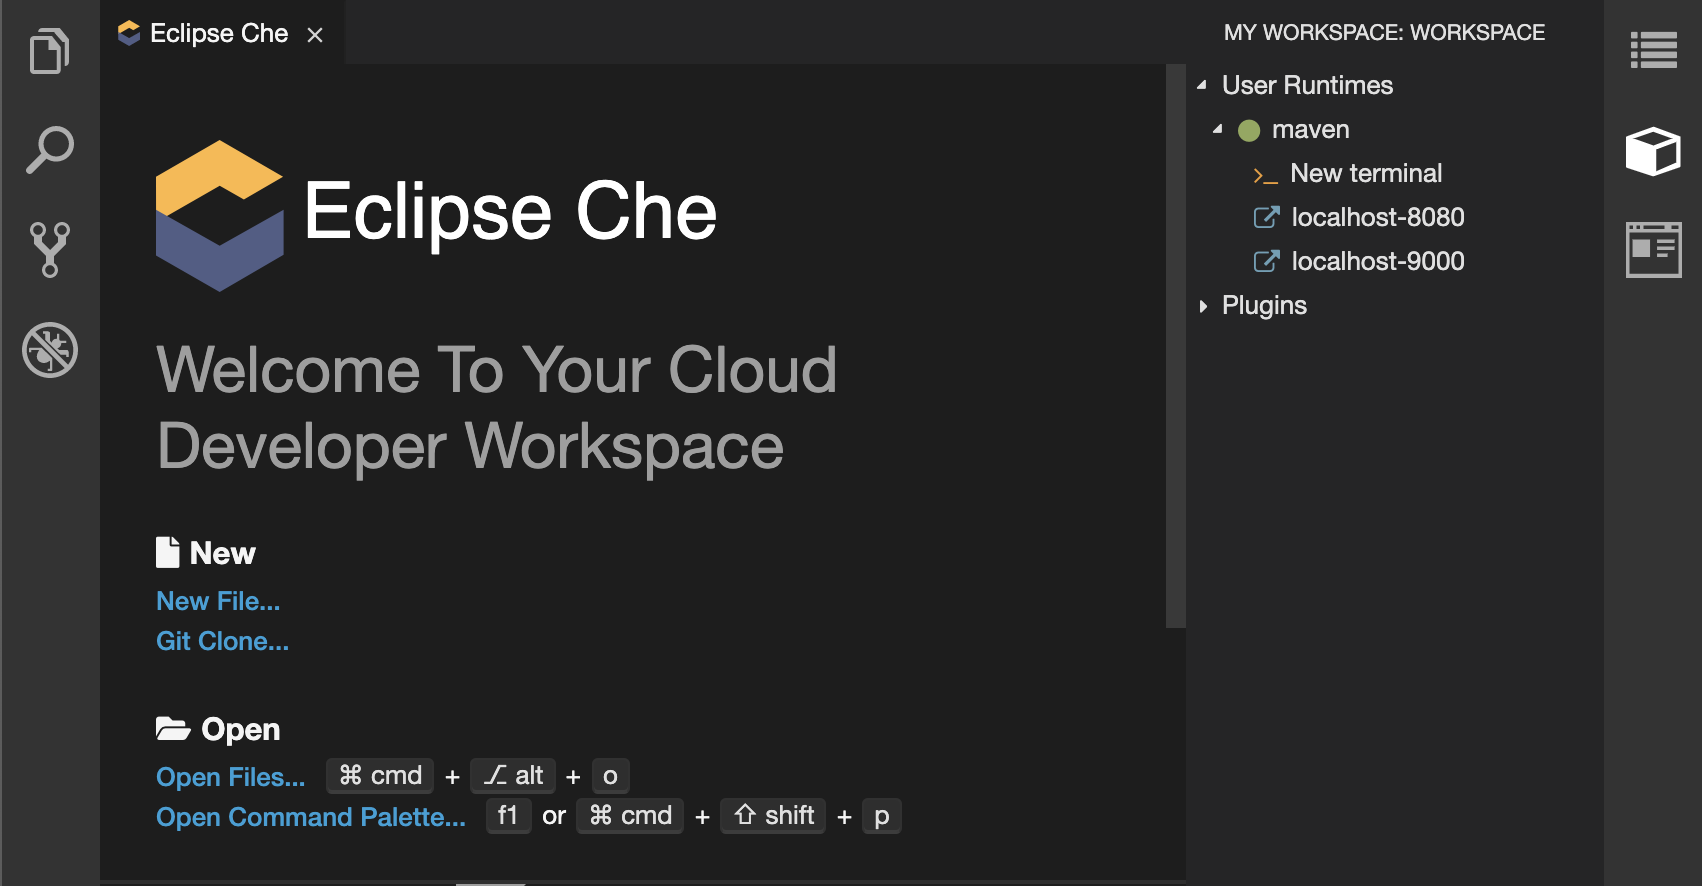 Eclipse Che ×
Eclipse Che
Welcome To Your Cloud
Developer Workspace
New
New File...
Git Clone...
Open
Open Files... ⌘ cmd + ⌥ alt + o
Open Command Palette... f1 or ⌘ cmd + ⇧ shift + p
MY WORKSPACE: WORKSPACE
User Runtimes
maven
>_ New terminal
localhost-8080
localhost-9000
Plugins